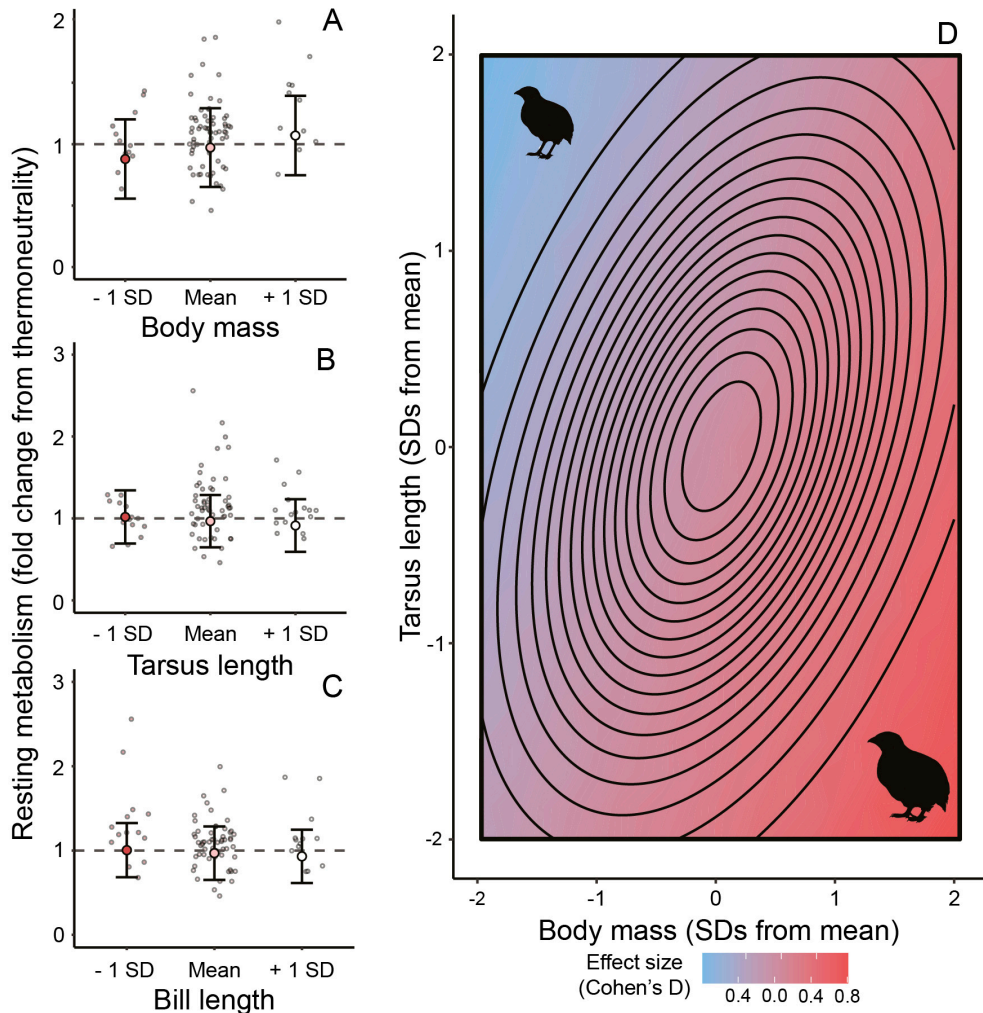 Resting metabolism (fold change from thermoneutrality)
A
2
1
0
- 1 SD Mean + 1 SD
Body mass
B
3
2
1
0
- 1 SD Mean + 1 SD
Tarsus length
C
3
2
1
0
- 1 SD Mean + 1 SD
Bill length
D
Tarsus length (SDs from mean)
2
1
0
-1
-2
-2 -1 0 1 2
Body mass (SDs from mean)
Effect size
(Cohen's D)
0.4 0.0 0.4 0.8